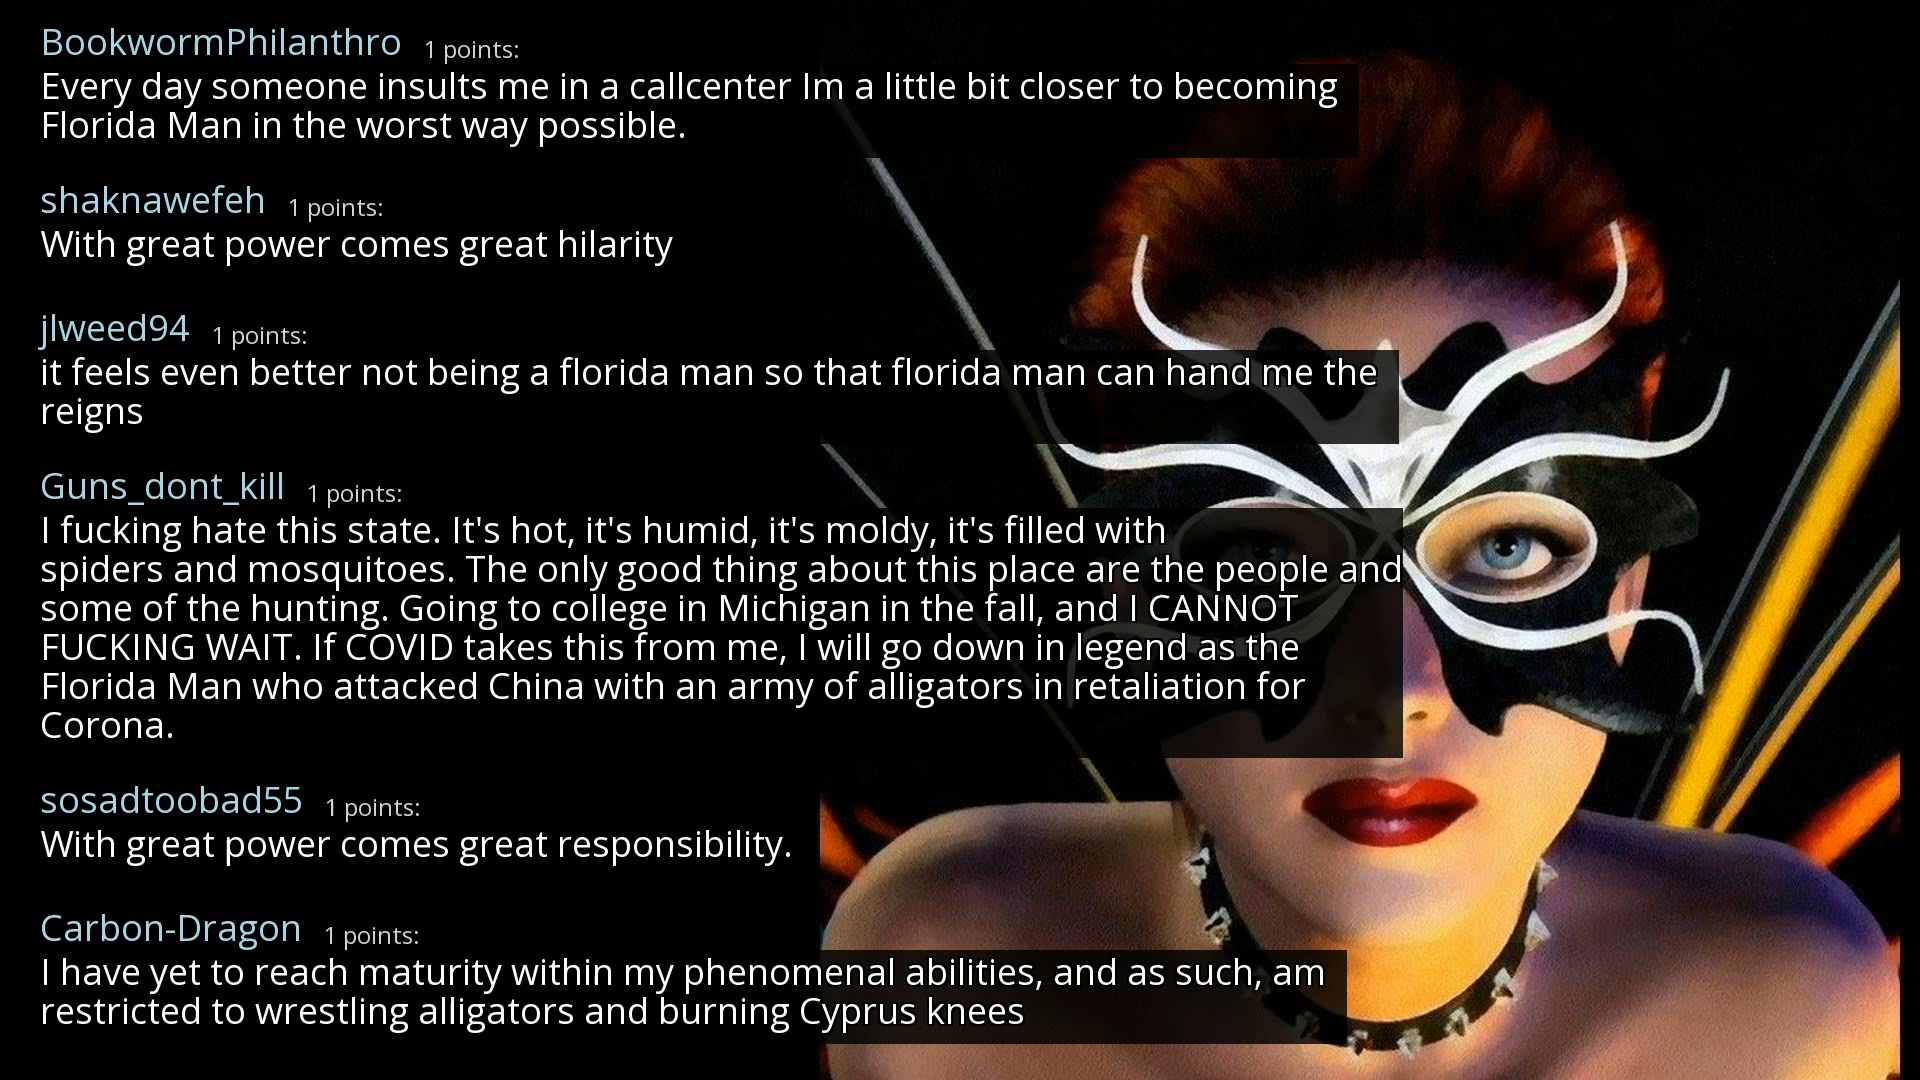 BookwormPhilanthro 1 points:
Every day someone insults me in a callcenter Im a little bit closer to becoming
Florida Man in the worst way possible.
shaknawefeh 1 points:
With great power comes great hilarity
jlweed94 1 points:
it feels even better not being a florida man so that florida man can hand me the
reigns
Guns_dont_kill 1 points:
I fucking hate this state. It's hot, it's humid, it's moldy, it's filled with
spiders and mosquitoes. The only good thing about this place are the people and
some of the hunting. Going to college in Michigan in the fall, and I CANNOT
FUCKING WAIT. If COVID takes this from me, I will go down in legend as the
Florida Man who attacked China with an army of alligators in retaliation for
Corona.
sosadtoobad55 1 points:
With great power comes great responsibility.
Carbon-Dragon 1 points:
I have yet to reach maturity within my phenomenal abilities, and as such, am
restricted to wrestling alligators and burning Cyprus knees